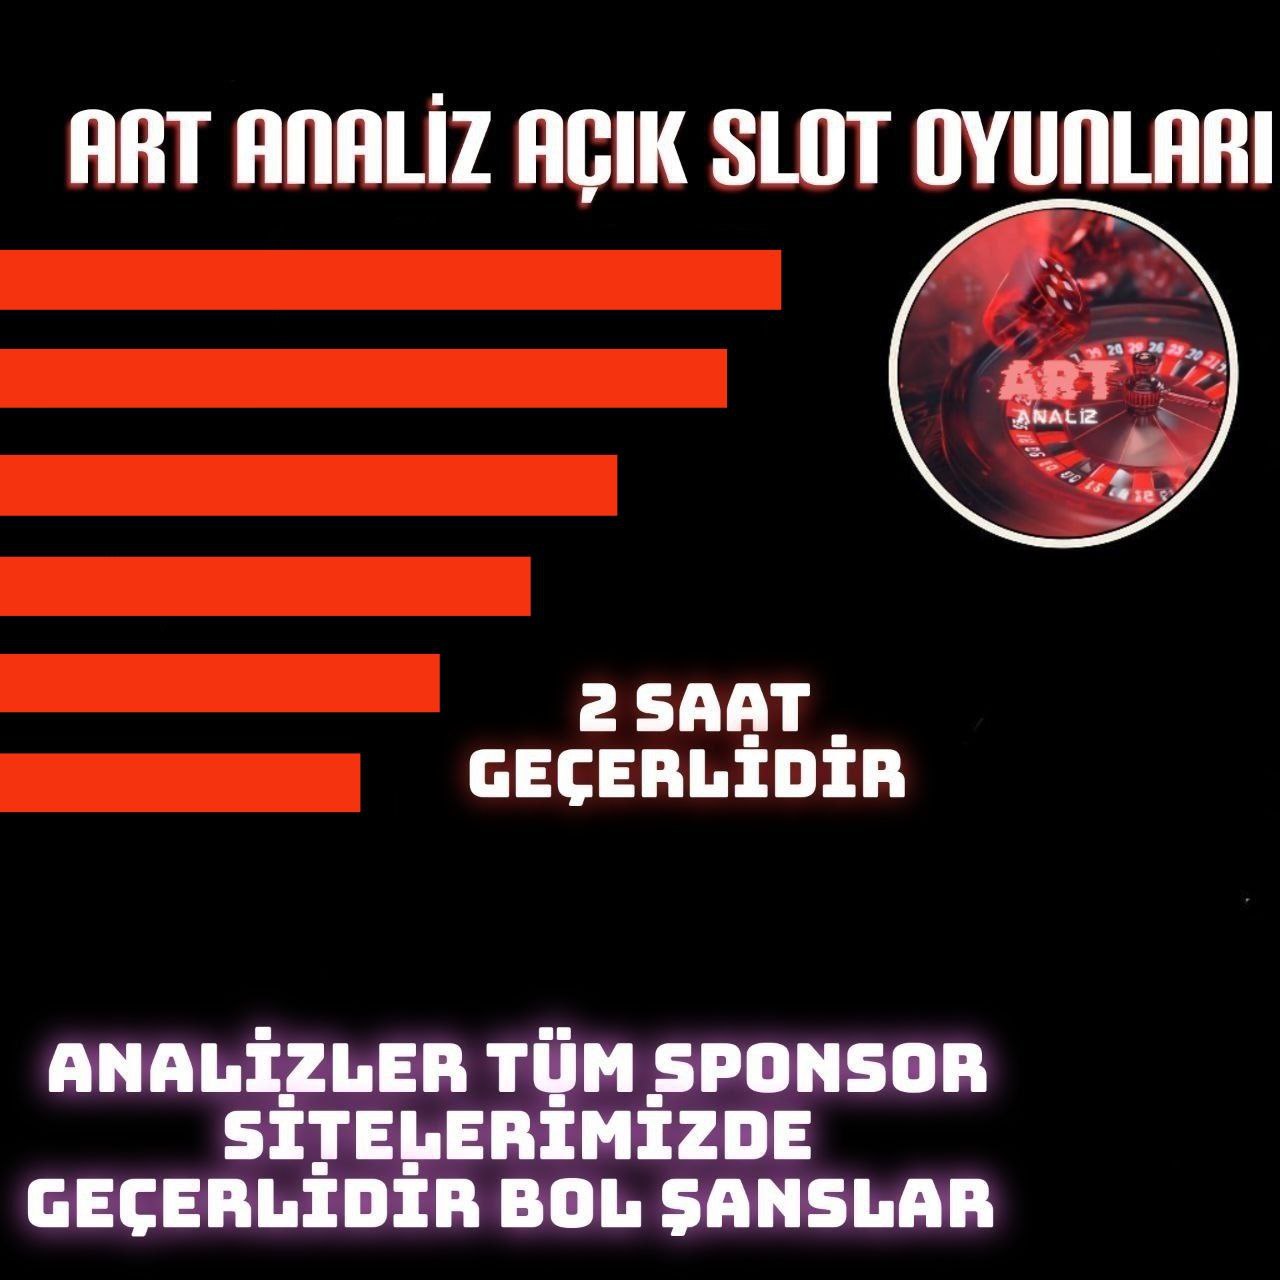 ART ANALİZ AÇIK SLOT OYUNLARI
ART
ANALİZ
2 SAAT
GEÇERLİDİR
ANALİZLER TÜM SPONSOR
SİTELERİMİZDE
GEÇERLİDİR BOL ŞANSLAR